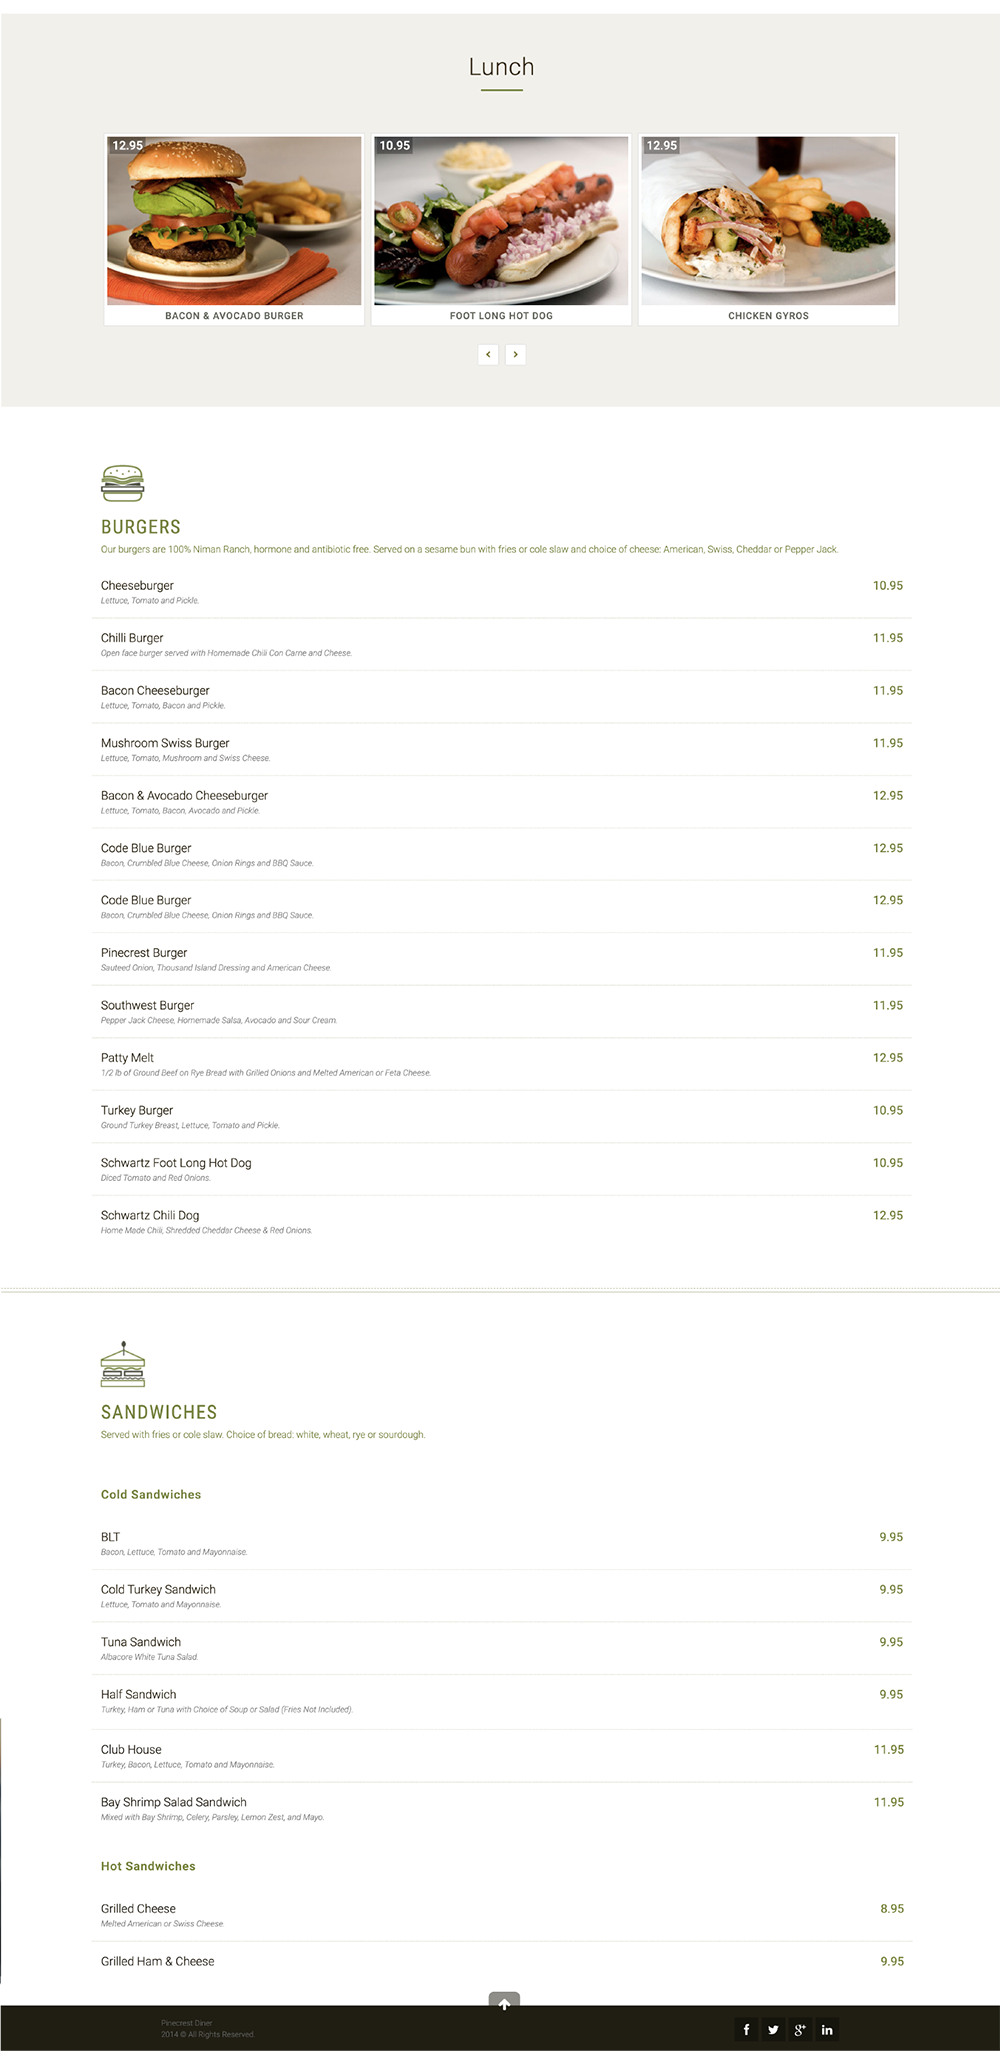 Lunch
12.95
10.95
12.95
BACON & AVOCADO BURGER
FOOT LONG HOT DOG
CHICKEN GYROS
BURGERS
Our burgers are 100% Niman Ranch, hormone and antibiotic free. Served on a sesame bun with fries or cole slaw and choice of cheese: American, Swiss, Cheddar or Pepper Jack.
Cheeseburger 10.95
Lettuce, Tomato and Pickle.
Chilli Burger 11.95
Open face burger served with Homemade Chili Con Carne and Cheese.
Bacon Cheeseburger 11.95
Lettuce, Tomato, Bacon and Pickle.
Mushroom Swiss Burger 11.95
Lettuce, Tomato, Mushroom and Swiss Cheese.
Bacon & Avocado Cheeseburger 12.95
Lettuce, Tomato, Bacon, Avocado and Pickle.
Code Blue Burger 12.95
Bacon, Crumbled Blue Cheese, Onion Rings and BBQ Sauce.
Code Blue Burger 12.95
Bacon, Crumbled Blue Cheese, Onion Rings and BBQ Sauce.
Pinecrest Burger 11.95
Sauteed Onion, Thousand Island Dressing and American Cheese.
Southwest Burger 11.95
Pepper Jack Cheese, Homemade Salsa, Avocado and Sour Cream.
Patty Melt 12.95
1/2 lb of Ground Beef on Rye Bread with Grilled Onions and Melted American or Feta Cheese.
Turkey Burger 10.95
Ground Turkey Breast, Lettuce, Tomato and Pickle.
Schwartz Foot Long Hot Dog 10.95
Diced Tomato and Red Onions.
Schwartz Chili Dog 12.95
Home Made Chili, Shredded Cheddar Cheese & Red Onions.
SANDWICHES
Served with fries or cole slaw. Choice of bread: white, wheat, rye or sourdough.
Cold Sandwiches
BLT 9.95
Bacon, Lettuce, Tomato and Mayonnaise.
Cold Turkey Sandwich 9.95
Lettuce, Tomato and Mayonnaise.
Tuna Sandwich 9.95
Albacore White Tuna Salad.
Half Sandwich 9.95
Turkey, Ham or Tuna with Choice of Soup or Salad (Fries Not Included).
Club House 11.95
Turkey, Bacon, Lettuce, Tomato and Mayonnaise.
Bay Shrimp Salad Sandwich 11.95
Mixed with Bay Shrimp, Celery, Parsley, Lemon Zest, and Mayo.
Hot Sandwiches
Grilled Cheese 8.95
Melted American or Swiss Cheese.
Grilled Ham & Cheese 9.95
Pinecrest Diner
2014 © All Rights Reserved.